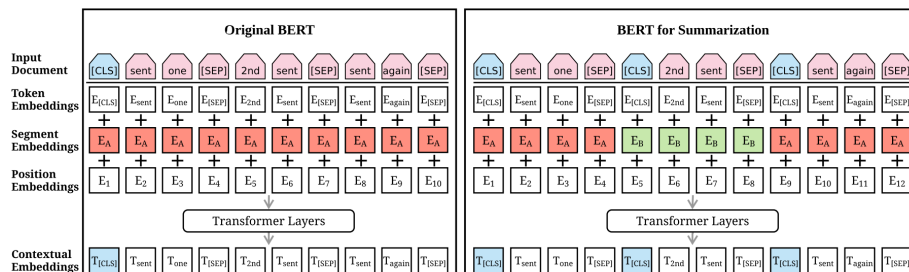 Original BERT
BERT for Summarization
Input Document
[CLS] sent one [SEP] 2nd sent [SEP] sent again [SEP]
[CLS] sent one [SEP] [CLS] 2nd sent [SEP] [CLS] sent again [SEP]
Token Embeddings
E[CLS] Esent Eone E[SEP] E2nd Esent E[SEP] Esent Eagain E[SEP]
E[CLS] Esent Eone E[SEP] E[CLS] E2nd Esent E[SEP] E[CLS] Esent Eagain E[SEP]
+ + + + + + + + + +
+ + + + + + + + + + + +
Segment Embeddings
EA EA EA EA EA EA EA EA EA EA
EA EA EA EA EB EB EB EB EA EA EA EA
+ + + + + + + + + +
+ + + + + + + + + + + +
Position Embeddings
E1 E2 E3 E4 E5 E6 E7 E8 E9 E10
E1 E2 E3 E4 E5 E6 E7 E8 E9 E10 E11 E12
Transformer Layers
Transformer Layers
Contextual Embeddings
T[CLS] Tsent Tone T[SEP] T2nd Tsent T[SEP] Tsent Tagain T[SEP]
T[CLS] Tsent Tone T[SEP] T[CLS] T2nd Tsent T[SEP] T[CLS] Tsent Tagain T[SEP]